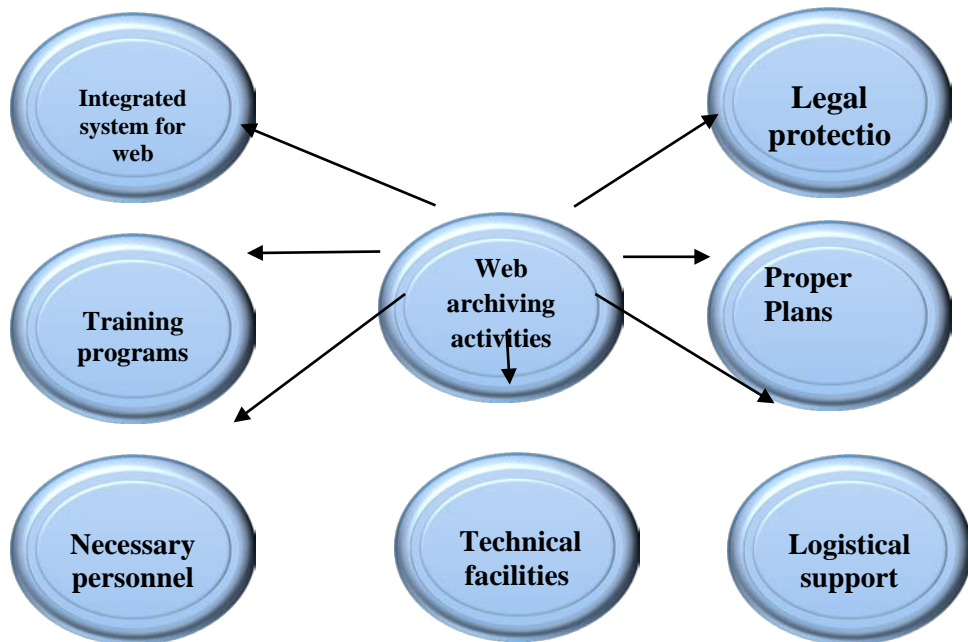 Integrated
system for
web
Legal
protectio
Web
archiving
activities
Training
programs
Proper
Plans
Necessary
personnel
Technical
facilities
Logistical
support